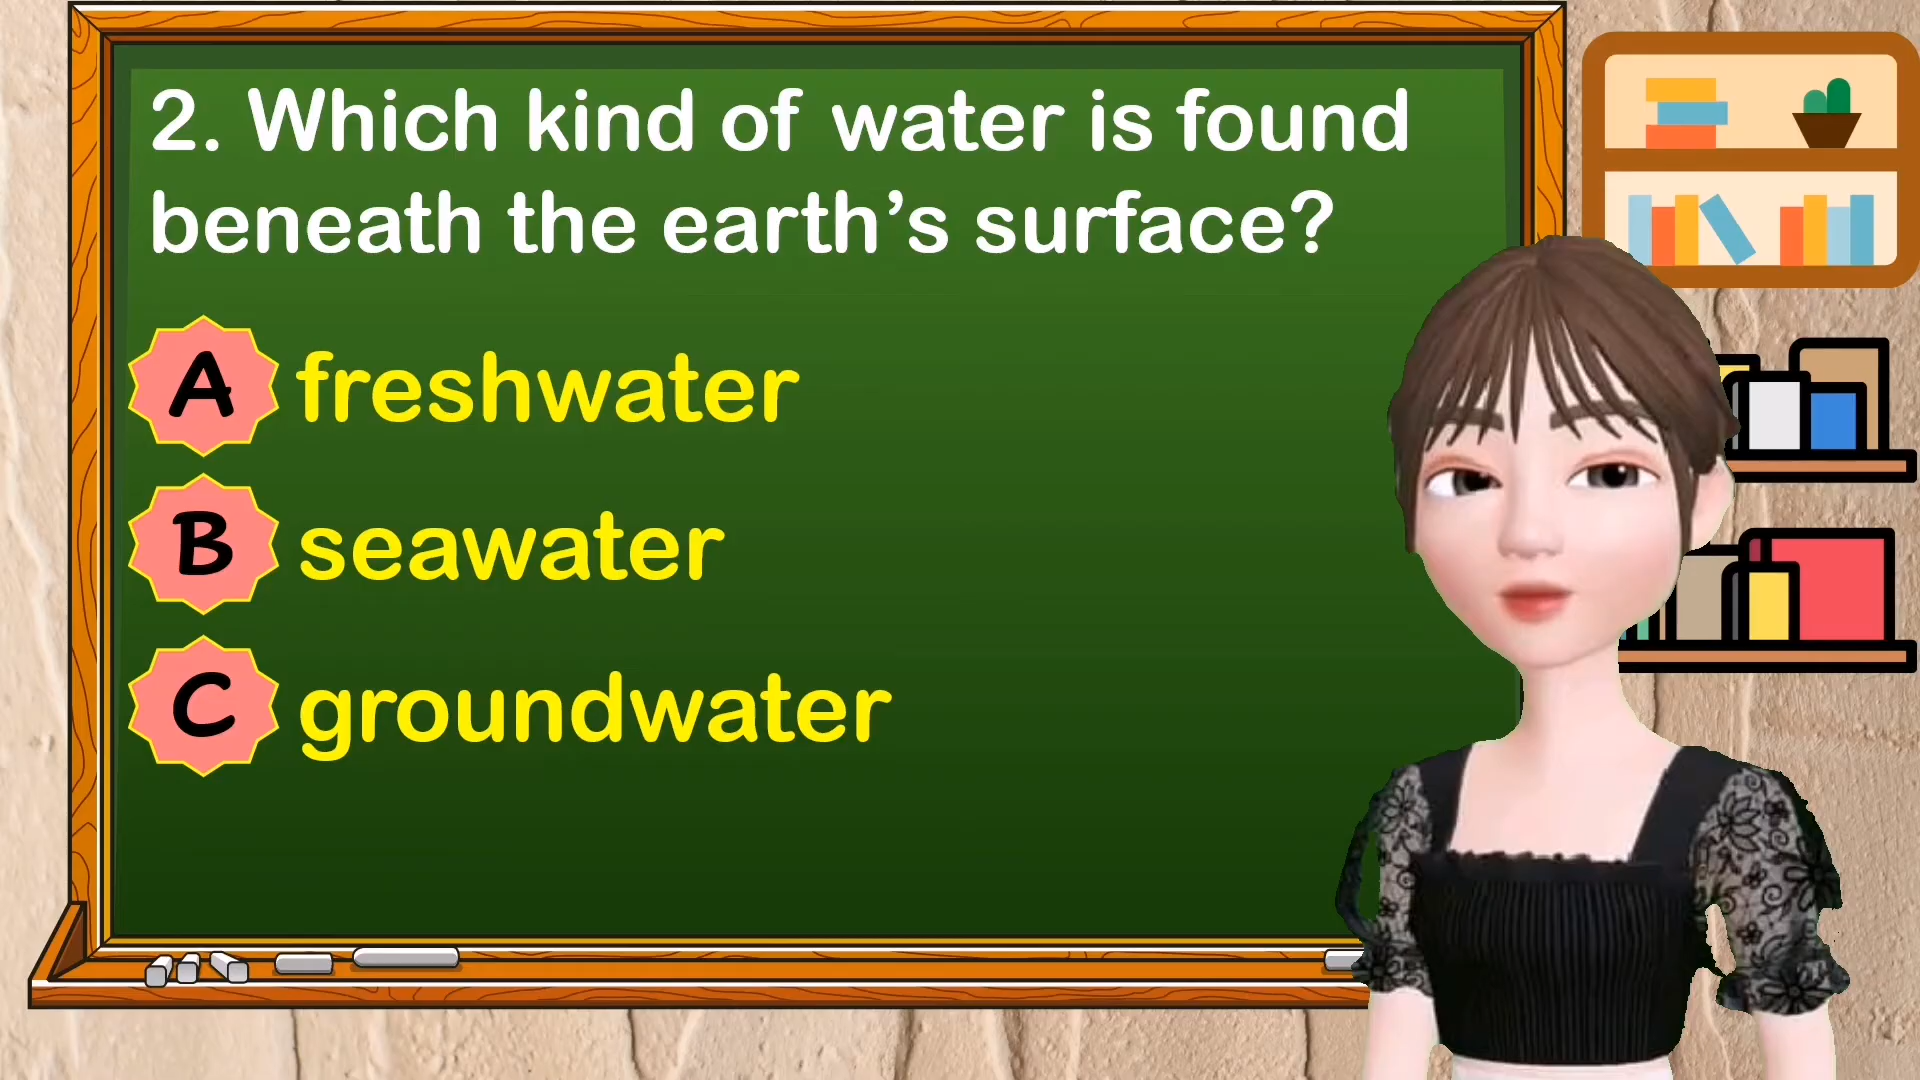 2. Which kind of water is found
beneath the earth’s surface?
A freshwater
B seawater
C groundwater